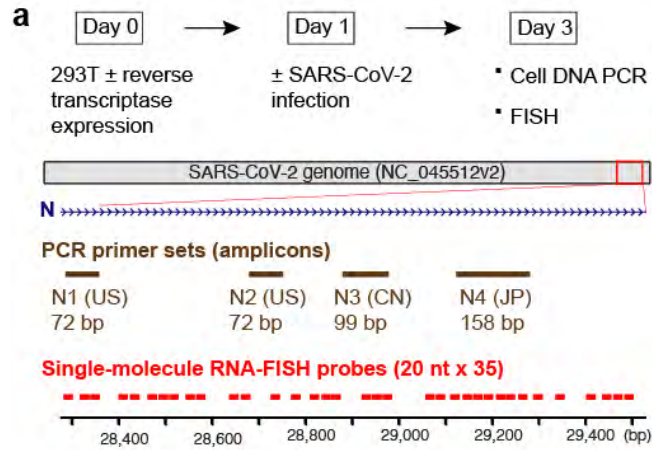 a
Day 0 Day 1 Day 3
293T ± reverse
transcriptase
expression
± SARS-CoV-2
infection
▪ Cell DNA PCR
▪ FISH
SARS-CoV-2 genome (NC_045512v2)
N
PCR primer sets (amplicons)
N1 (US) N2 (US) N3 (CN) N4 (JP)
72 bp 72 bp 99 bp 158 bp
Single-molecule RNA-FISH probes (20 nt x 35)
28,400 28,600 28,800 29,000 29,200 29,400 (bp)